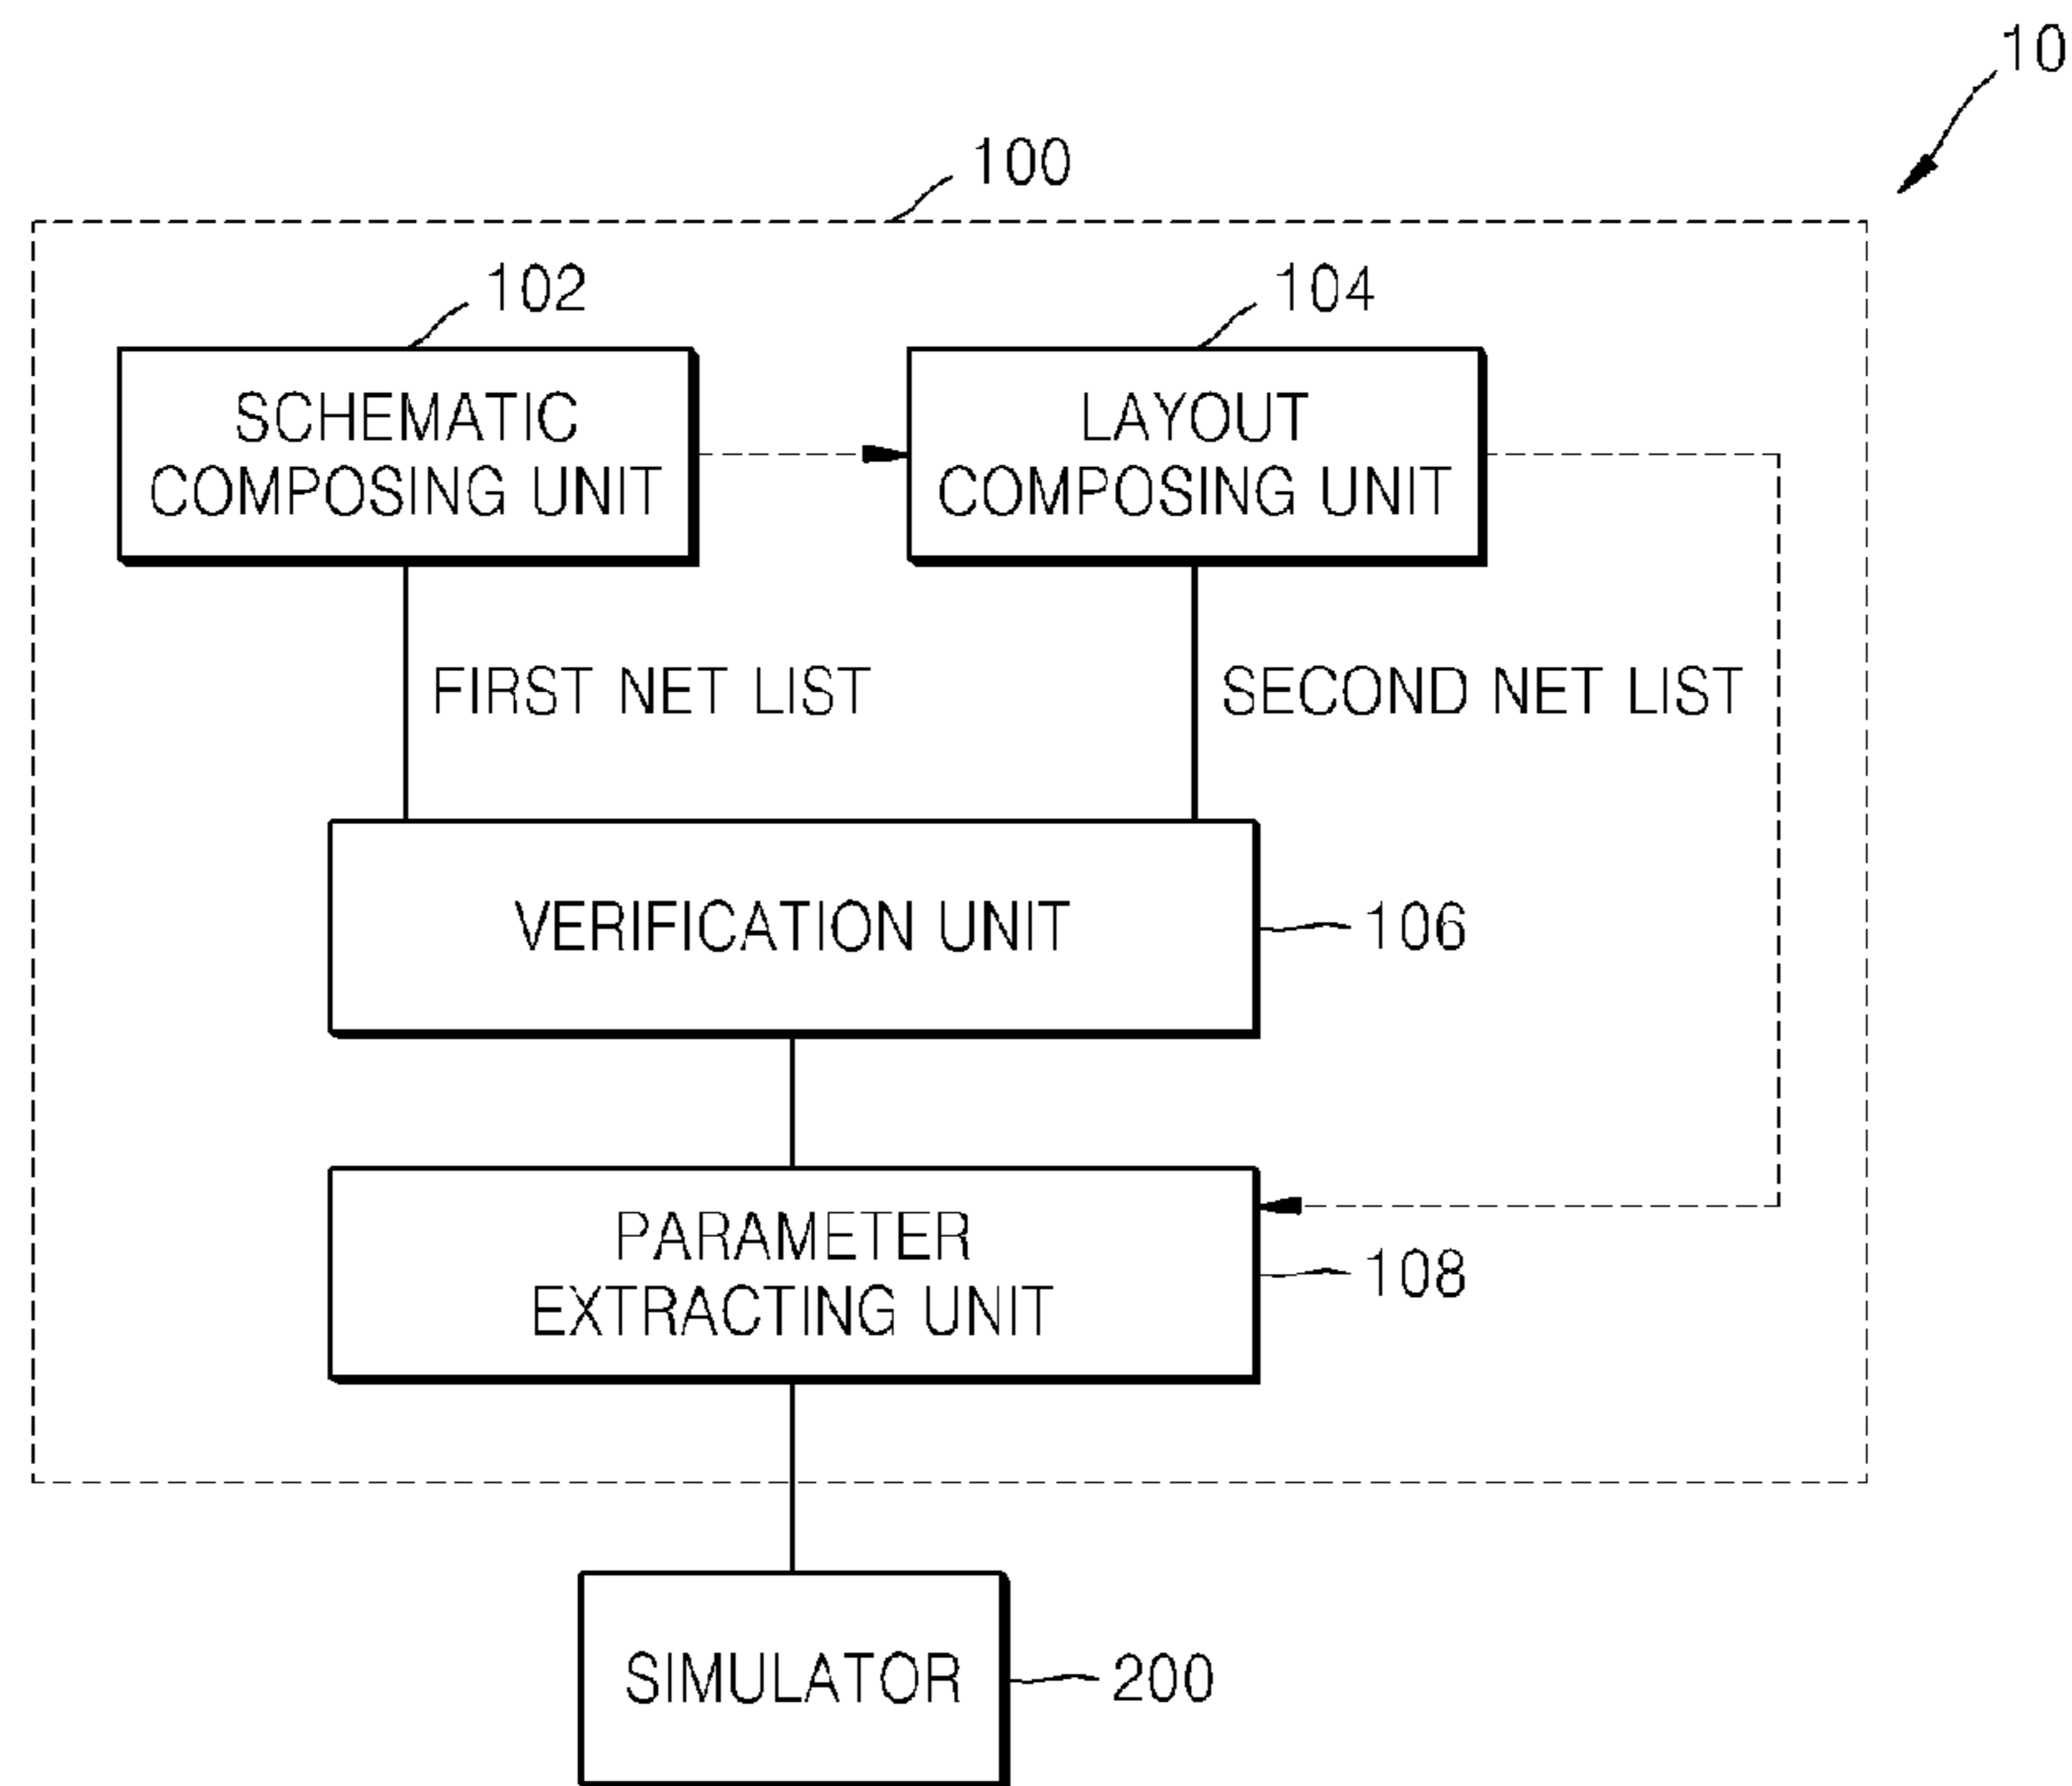 10
100
102
104
SCHEMATIC
COMPOSING UNIT
LAYOUT
COMPOSING UNIT
FIRST NET LIST
SECOND NET LIST
VERIFICATION UNIT
106
PARAMETER
EXTRACTING UNIT
108
SIMULATOR
200